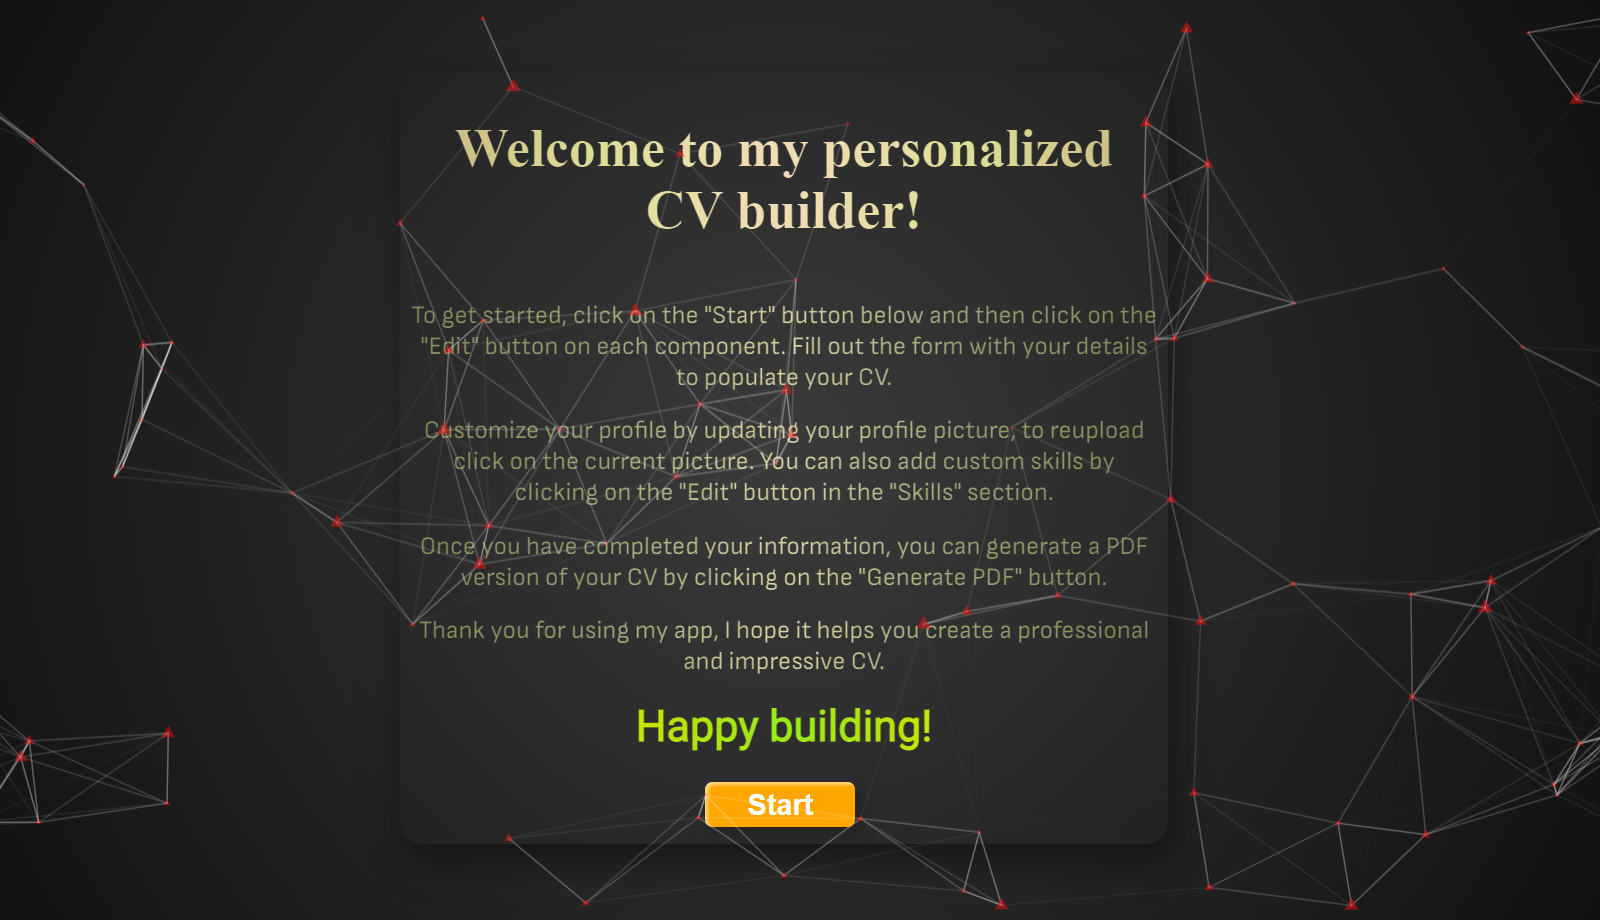 Welcome to my personalized
CV builder!
To get started, click on the "Start" button below and then click on the
"Edit" button on each component. Fill out the form with your details
to populate your CV.
Customize your profile by updating your profile picture, to reupload
click on the current picture. You can also add custom skills by
clicking on the "Edit" button in the "Skills" section.
Once you have completed your information, you can generate a PDF
version of your CV by clicking on the "Generate PDF" button.
Thank you for using my app, I hope it helps you create a professional
and impressive CV.
Happy building!
Start